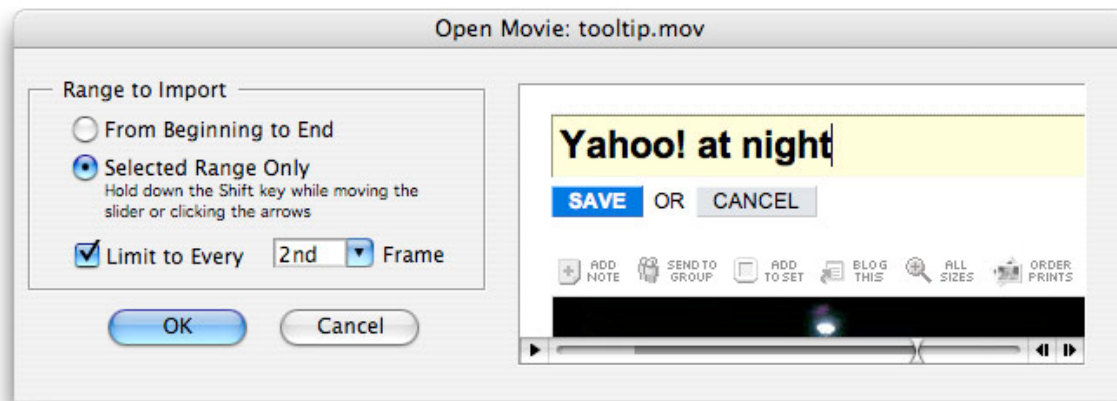 Open Movie: tooltip.mov
Range to Import
From Beginning to End
Selected Range Only
Hold down the Shift key while moving the
slider or clicking the arrows
Limit to Every 2nd Frame
OK Cancel
Yahoo! at night
SAVE OR CANCEL
ADD NOTE SEND TO GROUP ADD TO SET BLOG THIS ALL SIZES ORDER PRINTS